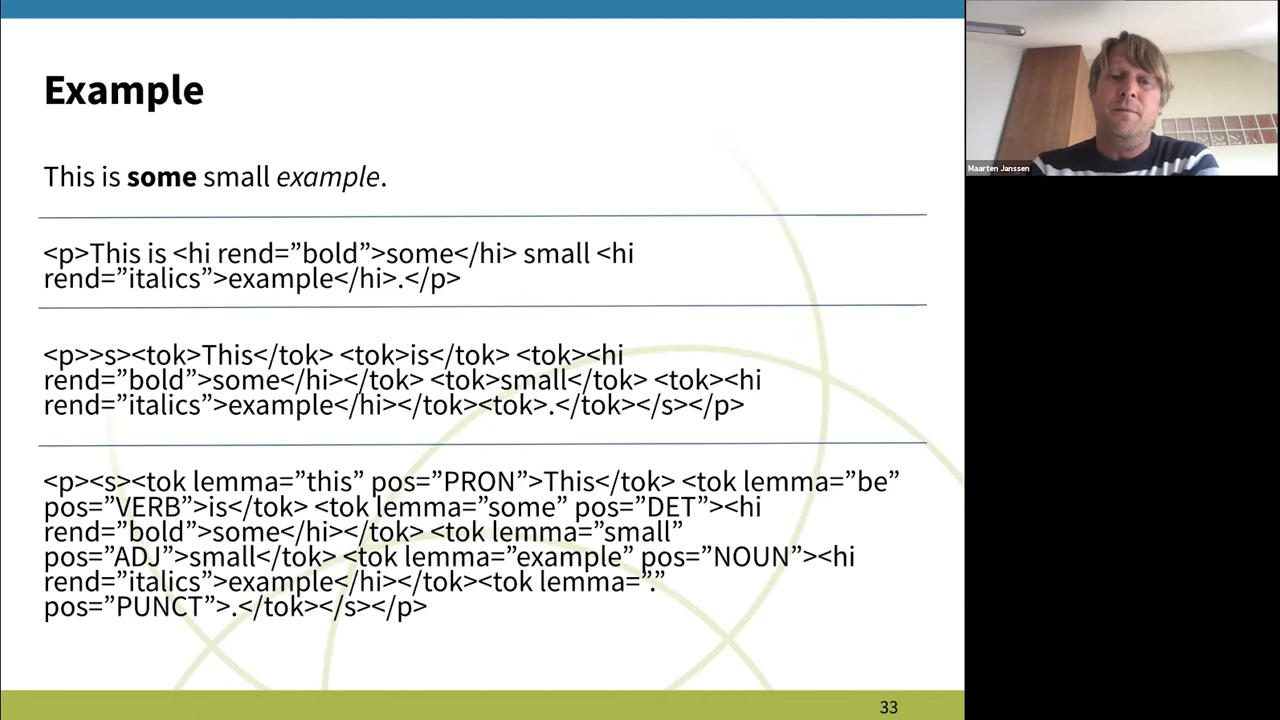 Example
This is some small example.
<p>This is <hi rend=”bold”>some</hi> small <hi
rend=”italics”>example</hi>.</p>
<p>>s><tok>This</tok> <tok>is</tok> <tok><hi
rend=”bold”>some</hi></tok> <tok>small</tok> <tok><hi
rend=”italics”>example</hi></tok><tok>.</tok></s></p>
<p><s><tok lemma=”this” pos=”PRON”>This</tok> <tok lemma=”be”
pos=”VERB”>is</tok> <tok lemma=”some” pos=”DET”><hi
rend=”bold”>some</hi></tok> <tok lemma=”small”
pos=”ADJ”>small</tok> <tok lemma=”example” pos=”NOUN”><hi
rend=”italics”>example</hi></tok><tok lemma=”.”
pos=”PUNCT”>.</tok></s></p>
33
Maarten Janssen